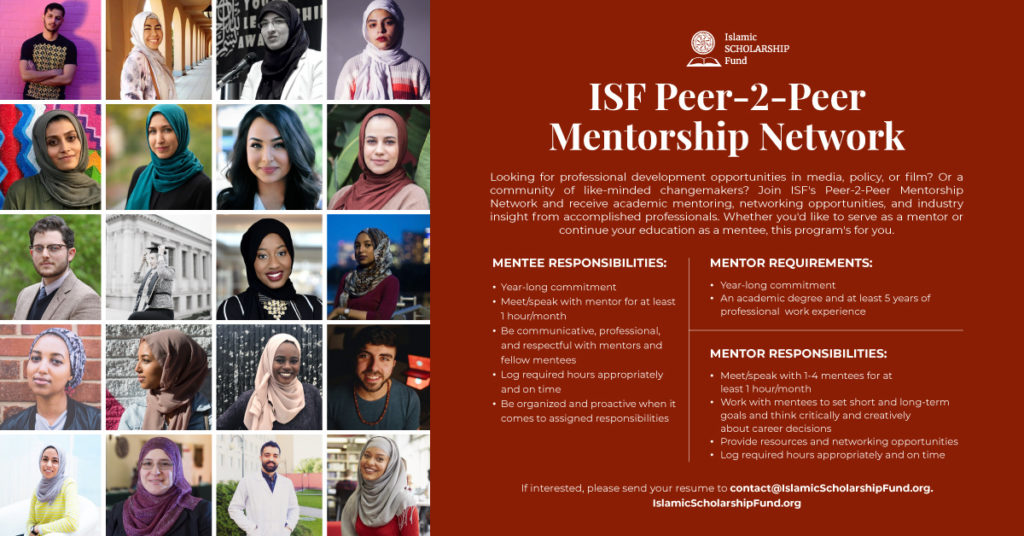 YOU
LEADERSHIP
AWAR
Islamic
SCHOLARSHIP
Fund
ISF Peer-2-Peer
Mentorship Network
Looking for professional development opportunities in media, policy, or film? Or a
community of like-minded changemakers? Join ISF's Peer-2-Peer Mentorship
Network and receive academic mentoring, networking opportunities, and industry
insight from accomplished professionals. Whether you'd like to serve as a mentor or
continue your education as a mentee, this program's for you.
MENTEE RESPONSIBILITIES:
• Year-long commitment
• Meet/speak with mentor for at least
1 hour/month
• Be communicative, professional,
and respectful with mentors and
fellow mentees
• Log required hours appropriately
and on time
• Be organized and proactive when it
comes to assigned responsibilities
MENTOR REQUIREMENTS:
• Year-long commitment
• An academic degree and at least 5 years of
professional work experience
MENTOR RESPONSIBILITIES:
• Meet/speak with 1-4 mentees for at
least 1 hour/month
• Work with mentees to set short and long-term
goals and think critically and creatively
about career decisions
• Provide resources and networking opportunities
• Log required hours appropriately and on time
If interested, please send your resume to contact@IslamicScholarshipFund.org.
IslamicScholarshipFund.org